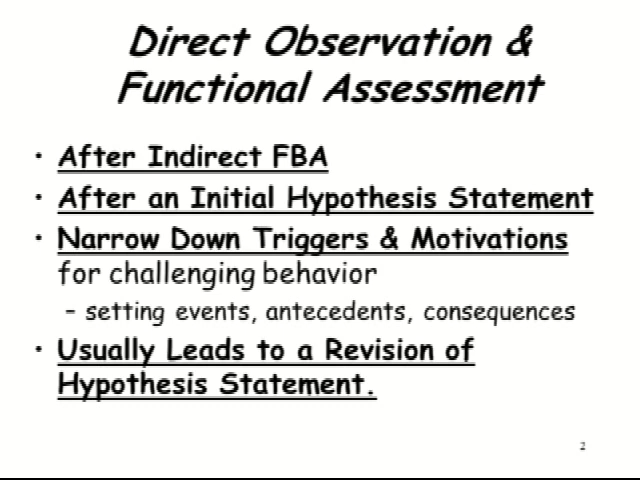 Direct Observation &
Functional Assessment
• After Indirect FBA
• After an Initial Hypothesis Statement
• Narrow Down Triggers & Motivations
for challenging behavior
– setting events, antecedents, consequences
• Usually Leads to a Revision of
Hypothesis Statement.
2